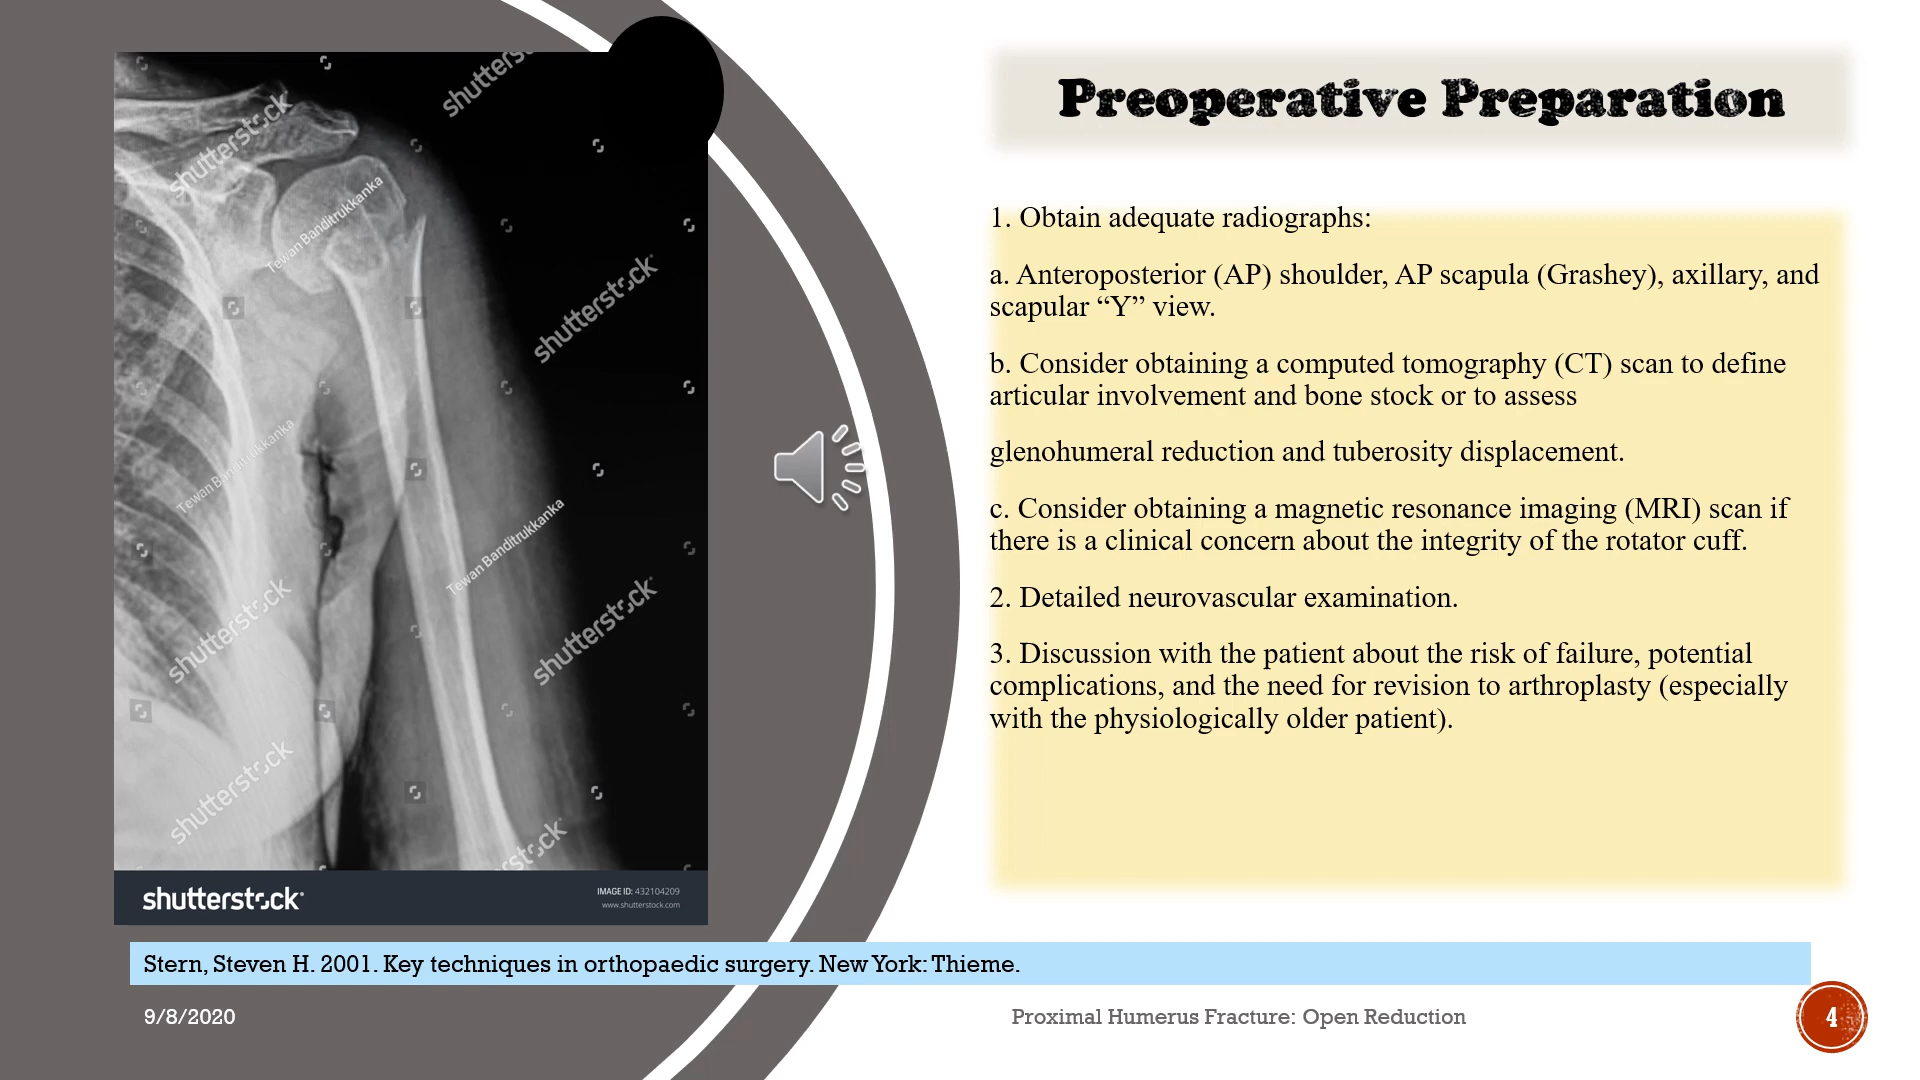 Preoperative Preparation
1. Obtain adequate radiographs:
a. Anteroposterior (AP) shoulder, AP scapula (Grashey), axillary, and
scapular “Y” view.
b. Consider obtaining a computed tomography (CT) scan to define
articular involvement and bone stock or to assess
glenohumeral reduction and tuberosity displacement.
c. Consider obtaining a magnetic resonance imaging (MRI) scan if
there is a clinical concern about the integrity of the rotator cuff.
2. Detailed neurovascular examination.
3. Discussion with the patient about the risk of failure, potential
complications, and the need for revision to arthroplasty (especially
with the physiologically older patient).
shutterstock
shutterstock
Tewan Banditrukkanka
shutterstock
Tewan Banditrukkanka
Tewan Banditrukkanka
shutterstock
shutterstock
shutterstock
shutterstock
IMAGE ID: 432104209
www.shutterstock.com
Stern, Steven H. 2001. Key techniques in orthopaedic surgery. New York: Thieme.
9/8/2020
Proximal Humerus Fracture: Open Reduction
4